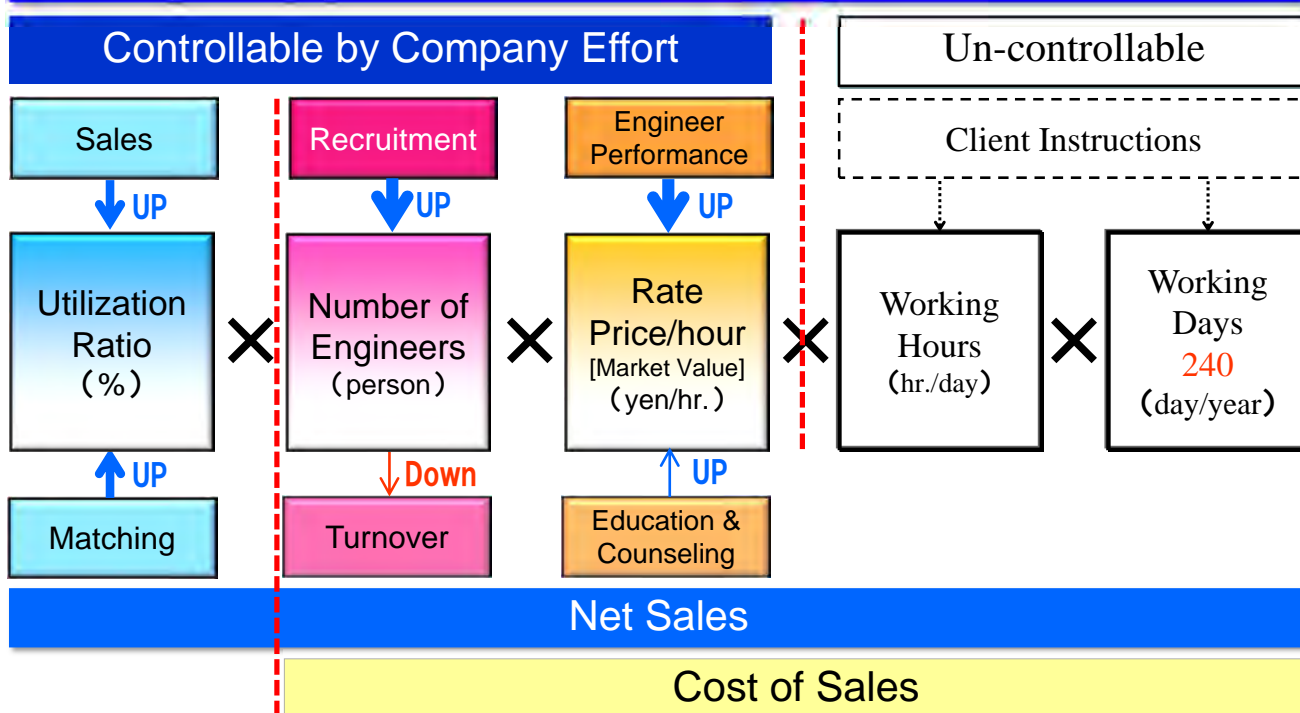 Controllable by Company Effort
Un-controllable
Sales
Recruitment
Engineer
Performance
Client Instructions
UP
UP
UP
Utilization
Ratio
（%）
×
Number of
Engineers
（person）
×
Rate
Price/hour
[Market Value]
（yen/hr.）
×
Working
Hours
（hr./day）
×
Working
Days
240
（day/year）
UP
Down
UP
Matching
Turnover
Education &
Counseling
Net Sales
Cost of Sales